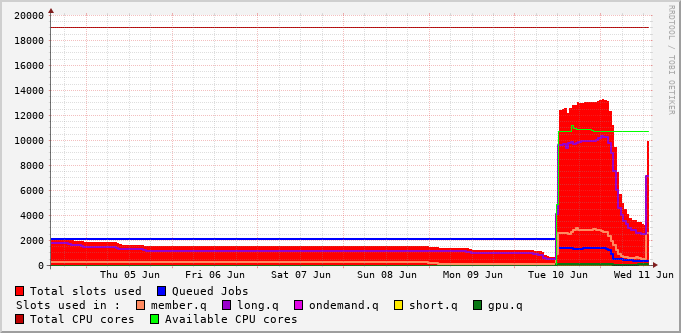 20000
18000
16000
14000
12000
10000
8000
6000
4000
2000
0
Thu 05 Jun Fri 06 Jun Sat 07 Jun Sun 08 Jun Mon 09 Jun Tue 10 Jun Wed 11 Jun
Total slots used Queued Jobs
Slots used in : member.q long.q ondemand.q short.q gpu.q
Total CPU cores Available CPU cores
RRDTOOL / TOBI OETIKER